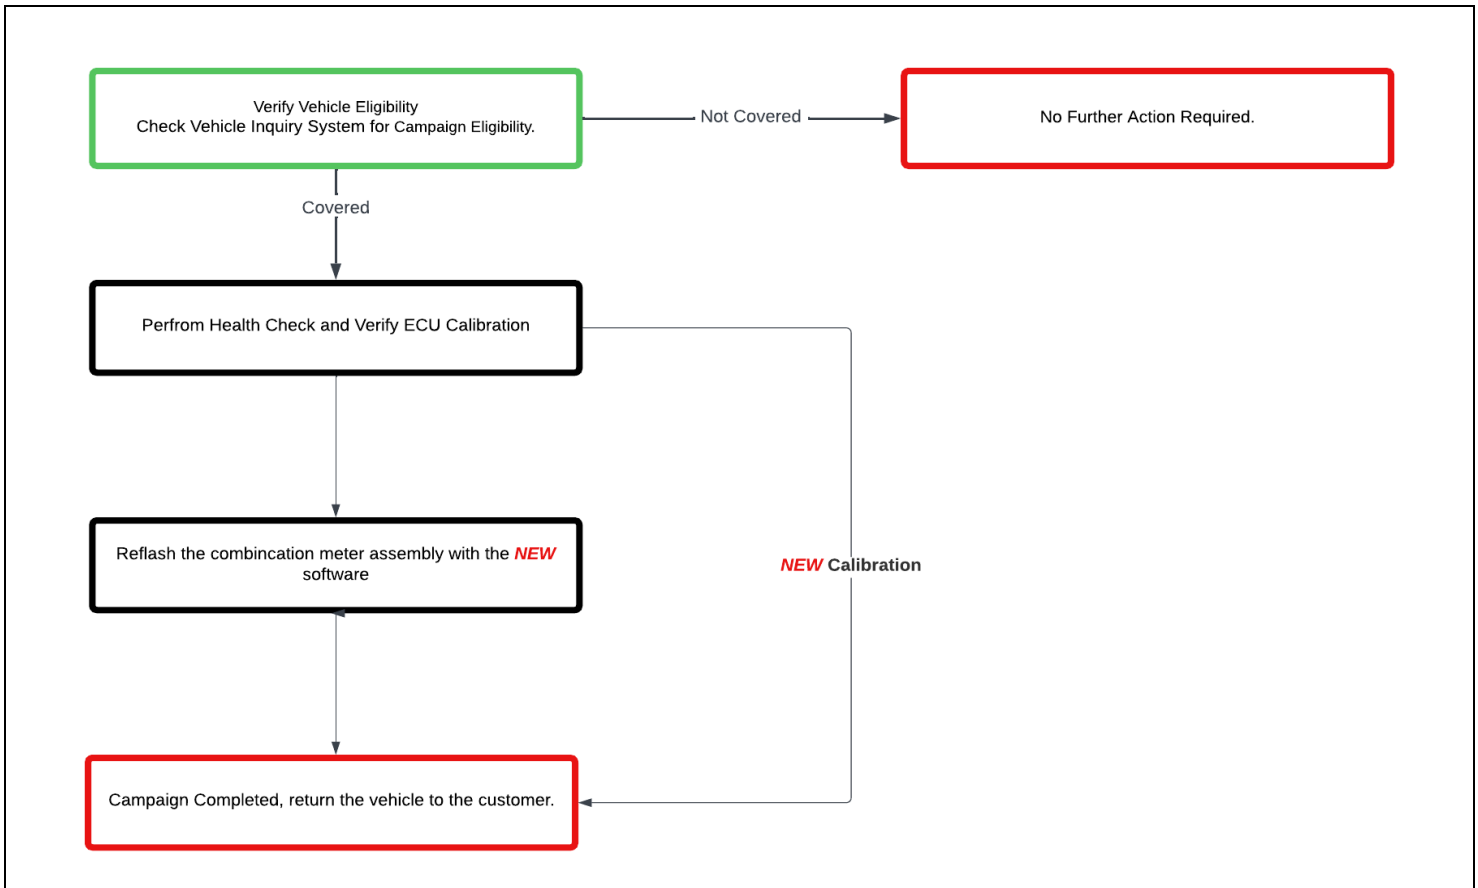 Verify Vehicle Eligibility
Check Vehicle Inquiry System for Campaign Eligibility.
Not Covered
No Further Action Required.
Covered
Perfrom Health Check and Verify ECU Calibration
Reflash the combincation meter assembly with the NEW
software
NEW Calibration
Campaign Completed, return the vehicle to the customer.